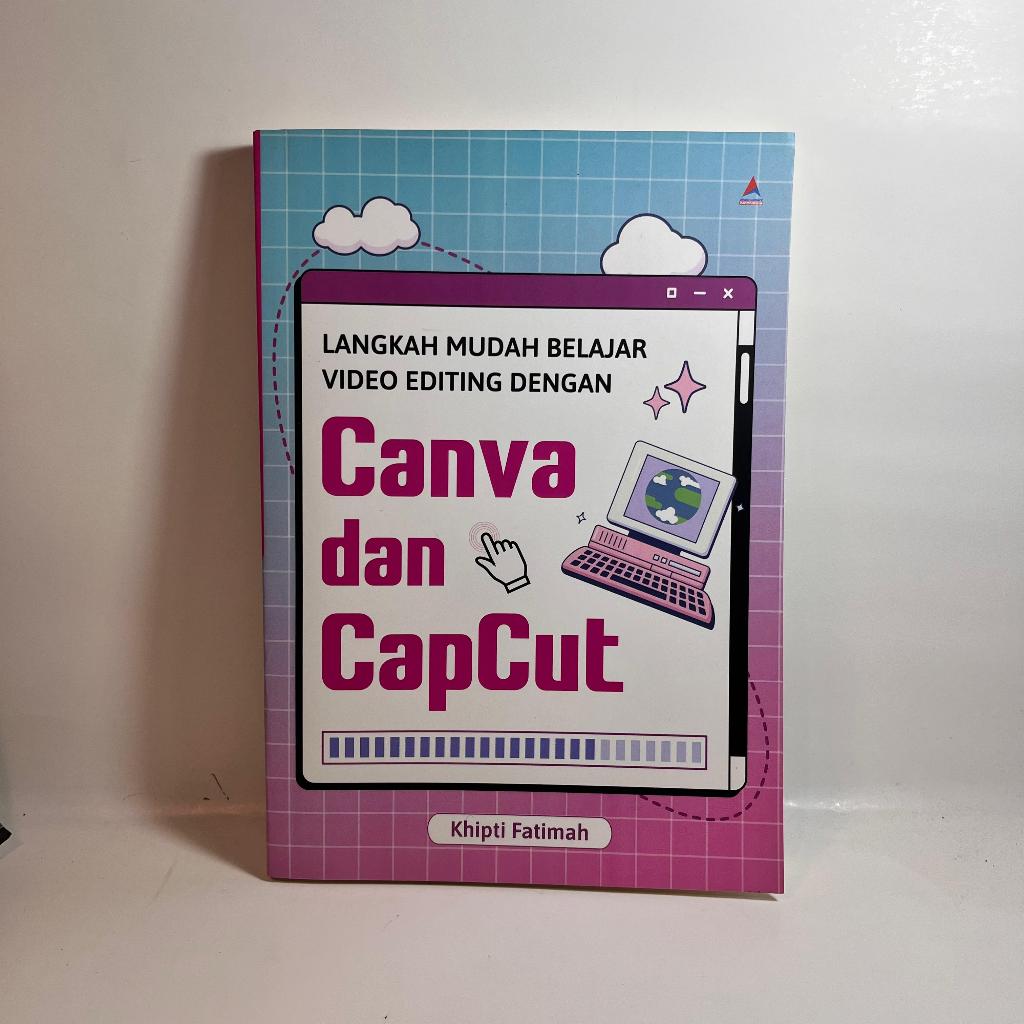 LANGKAH MUDAH BELAJAR
VIDEO EDITING DENGAN
Canva
dan
CapCut
Khipti Fatimah